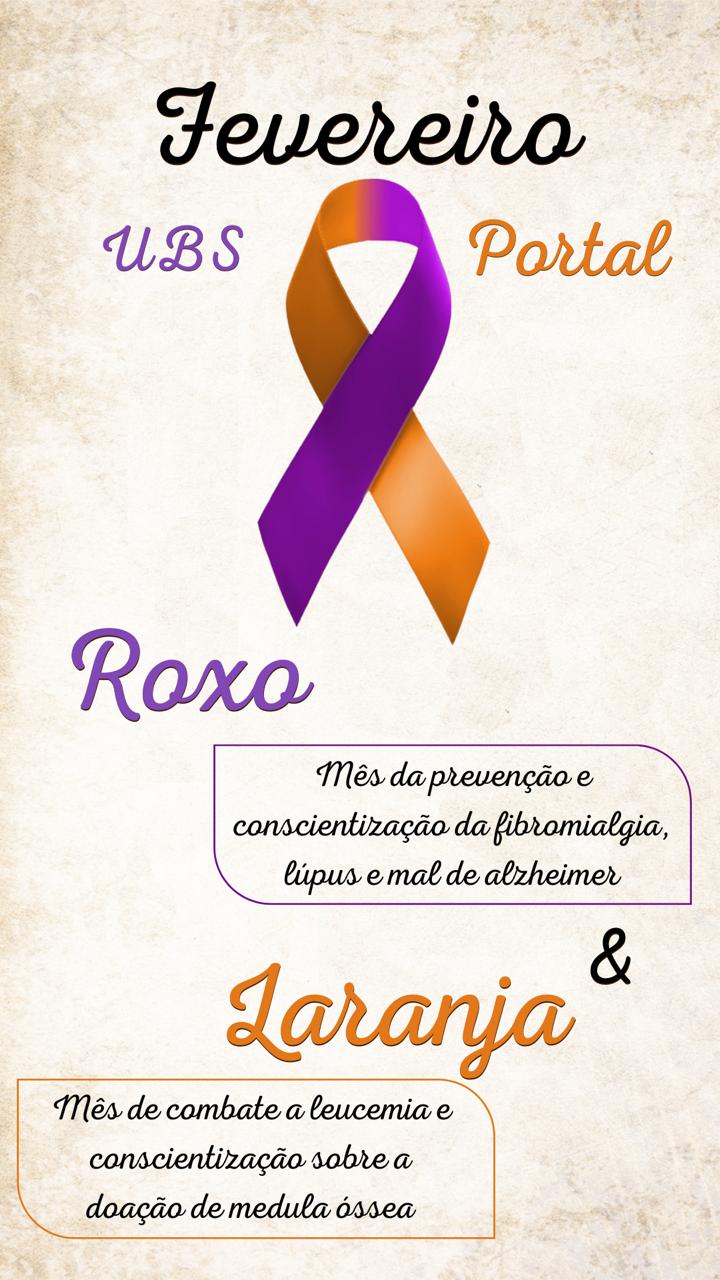 Fevereiro
UBS Portal
Roxo
Mês da prevenção e
conscientização da fibromialgia,
lúpus e mal de alzheimer
&
Laranja
Mês de combate a leucemia e
conscientização sobre a
doação de medula óssea